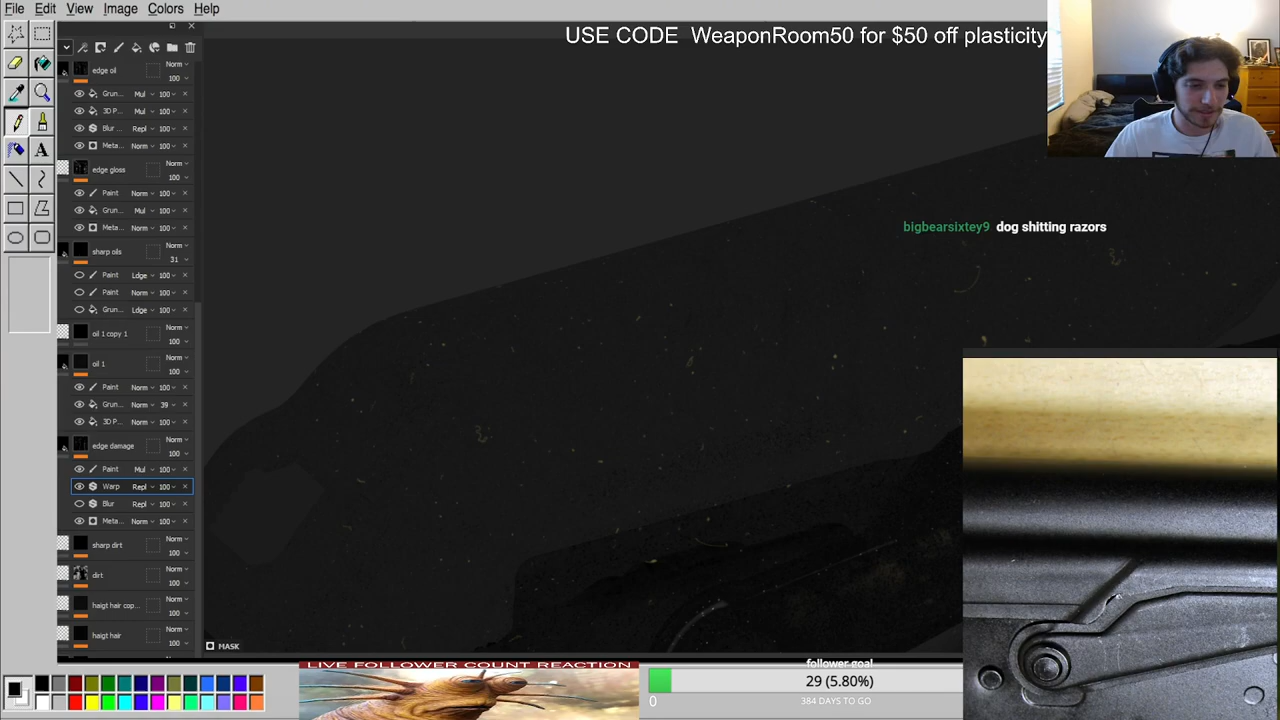 File Edit View Image Colors Help
USE CODE WeaponRoom50 for $50 off plasticity
edge oil Norm 100
Grun... Mul 100
3D P... Mul 100
Blur ... Repl 100
Meta... Norm 100
edge gloss Norm 100
Paint Norm 100
Grun... Mul 100
Meta... Norm 100
sharp oils Norm 31
Paint Ldge 100
Paint Norm 100
Grun... Ldge 100
oil 1 copy 1 Norm 100
oil 1 Norm 100
Paint Norm 100
Grun... Norm 39
3D P... Norm 100
edge damage Norm 100
Paint Mul 100
Warp Repl 100
Blur Repl 100
Meta... Norm 100
sharp dirt Norm 100
dirt Norm 100
haigt hair cop... Norm 100
haigt hair Norm 100
bigbearsixtey9 dog shitting razors
MASK
LIVE FOLLOWER COUNT REACTION
follower goal
29 (5.80%)
0
384 DAYS TO GO